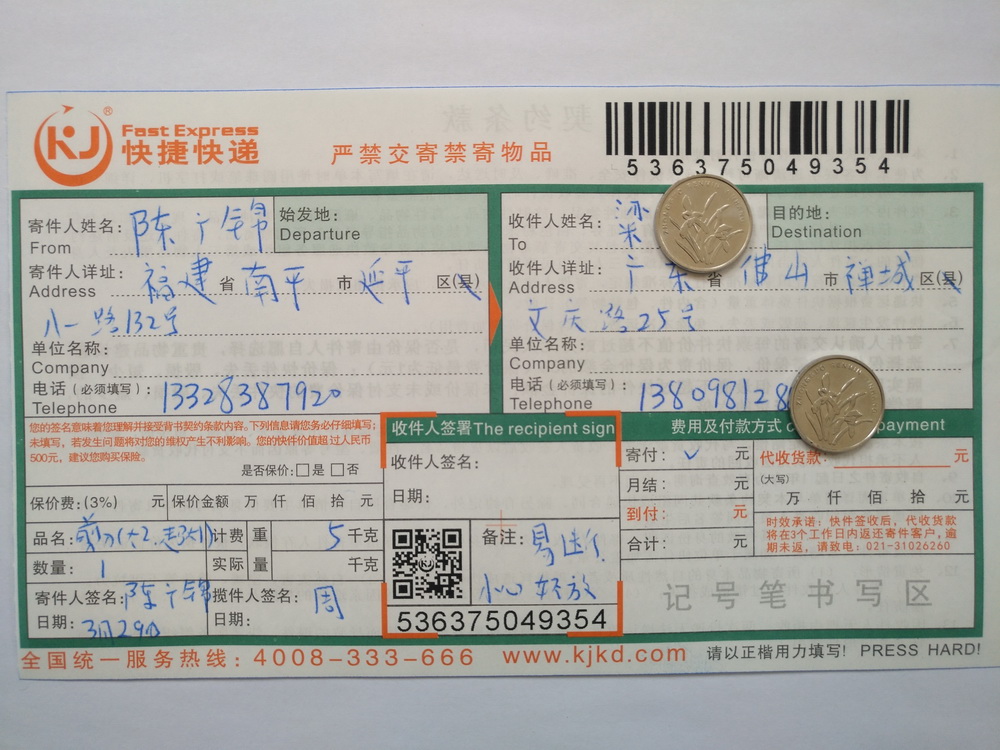 KJ® Fast Express
快捷快递
严禁交寄禁寄物品
536375049354
寄件人姓名: 陈广锦
From
始发地:
Departure
寄件人详址: 福建 省 南平 市 延平 区(县)
Address
八一路132号
单位名称:
Company
电话(必须填写): 13328387920
Telephone
收件人姓名: 梁
To
目的地:
Destination
收件人详址: 广东 省 佛山 市 禅城 区(县)
Address
文庆路25号
单位名称:
Company
电话(必须填写): 138098128
Telephone
您的签名意味着您理解并接受背书契约条款内容。下列信息请您务必仔细填写;
未填写,若发生问题将对您的维权产生不利影响。您的快件价值超过人民币
500元,建议您购买保险。
是否保价:□是 □否
保价费:(3%) 元 保价金额 万 仟 佰 拾 元
品名: 剪刀(大2.起大1) 计费 重 5 千克
数量: 1 实际 量 千克
寄件人签名: 陈广锦 揽件人签名: 周
日期: 3月29日 日期:
收件人签署The recipient sign
收件人签名:
日期:
备注: 易断
小心轻放
536375049354
费用及付款方式 c payment
寄付: ✓ 元
月结: 元
到付: 元
合计: 元
代收货款: 元
(大写)
万 仟 佰 拾 元
时效承诺:快件签收后,代收货款
将在3个工作日内返还寄件客户,逾
期未返,请致电:021-31026260
记号笔书写区
全国统一服务热线:4008-333-666 www.kjkd.com 请以正楷用力填写! PRESS HARD!